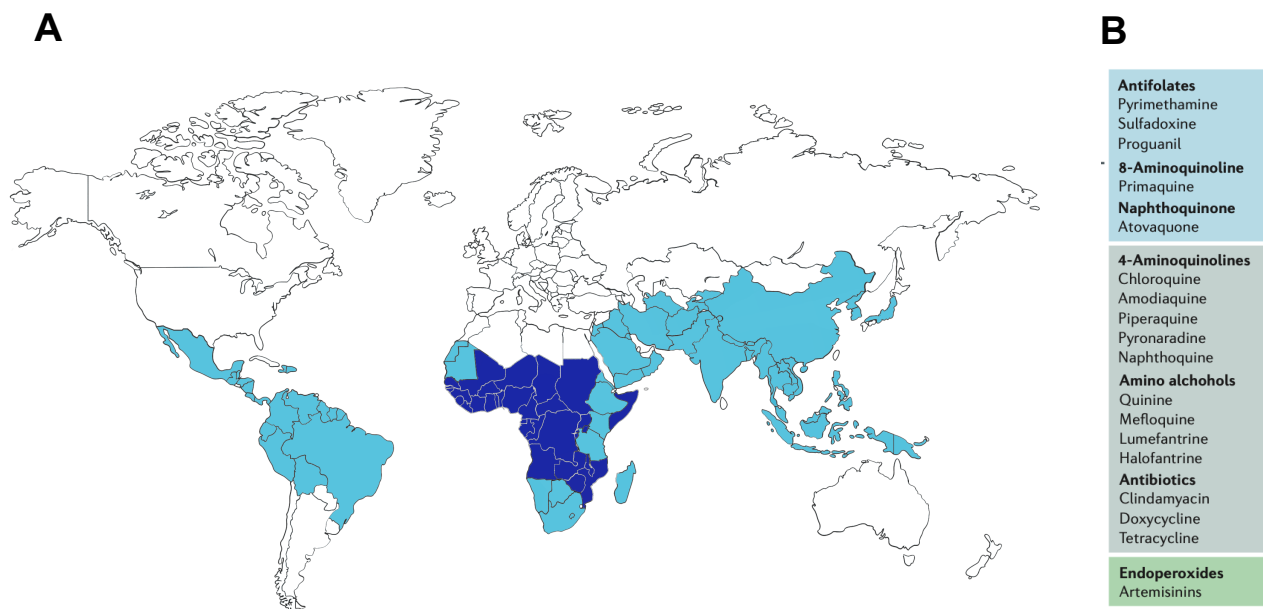 A
B
Antifolates
Pyrimethamine
Sulfadoxine
Proguanil
8-Aminoquinoline
Primaquine
Naphthoquinone
Atovaquone
4-Aminoquinolines
Chloroquine
Amodiaquine
Piperaquine
Pyronaradine
Naphthoquine
Amino alchohols
Quinine
Mefloquine
Lumefantrine
Halofantrine
Antibiotics
Clindamyacin
Doxycycline
Tetracycline
Endoperoxides
Artemisinins